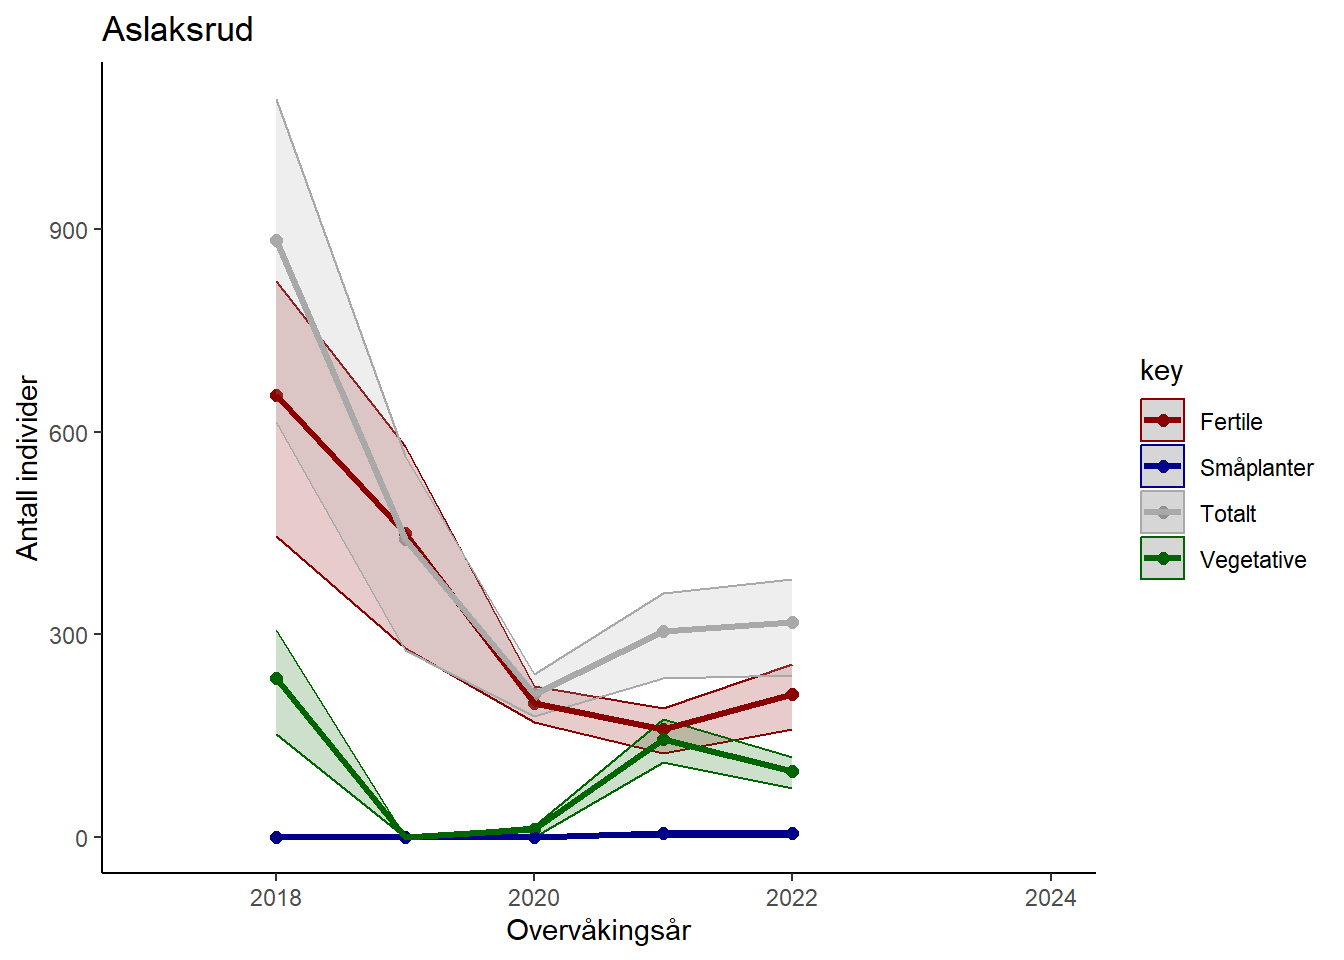 Aslaksrud
Antall individer
900
600
300
0
2018
2020
2022
2024
Overvåkingsår
key
Fertile
Småplanter
Totalt
Vegetative